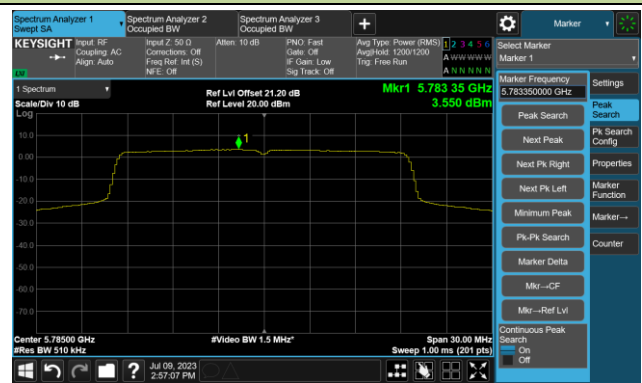 Spectrum Analyzer 1
Swept SA
Spectrum Analyzer 2
Occupied BW
Spectrum Analyzer 3
Occupied BW
Marker
KEYSIGHT
Input: RF
Coupling: AC
Align: Auto
Input Z: 50 Ω
Corrections: Off
Freq Ref: Int (S)
NFE: Off
Atten: 10 dB
PNO: Fast
Gate: Off
IF Gain: Low
Sig Track: Off
Avg Type: Power (RMS)
Avg|Hold: 1200/1200
Trig: Free Run
1 2 3 4 5 6
A W W W W W
A N N N N N
LVI
1 Spectrum
Scale/Div 10 dB
Log
Ref Lvl Offset 21.20 dB
Ref Level 20.00 dBm
Mkr1 5.783 35 GHz
3.550 dBm
1
10.0
0.00
-10.0
-20.0
-30.0
-40.0
-50.0
-60.0
-70.0
Center 5.78500 GHz
#Res BW 510 kHz
#Video BW 1.5 MHz*
Span 30.00 MHz
Sweep 1.00 ms (201 pts)
Jul 09, 2023
2:57:07 PM
Select Marker
Marker 1
Marker Frequency
5.783350000 GHz
Peak Search
Next Peak
Next Pk Right
Next Pk Left
Minimum Peak
Pk-Pk Search
Marker Delta
Mkr→CF
Mkr→Ref Lvl
Continuous Peak
Search
On
Off
Settings
Peak
Search
Pk Search
Config
Properties
Marker
Function
Marker→
Counter